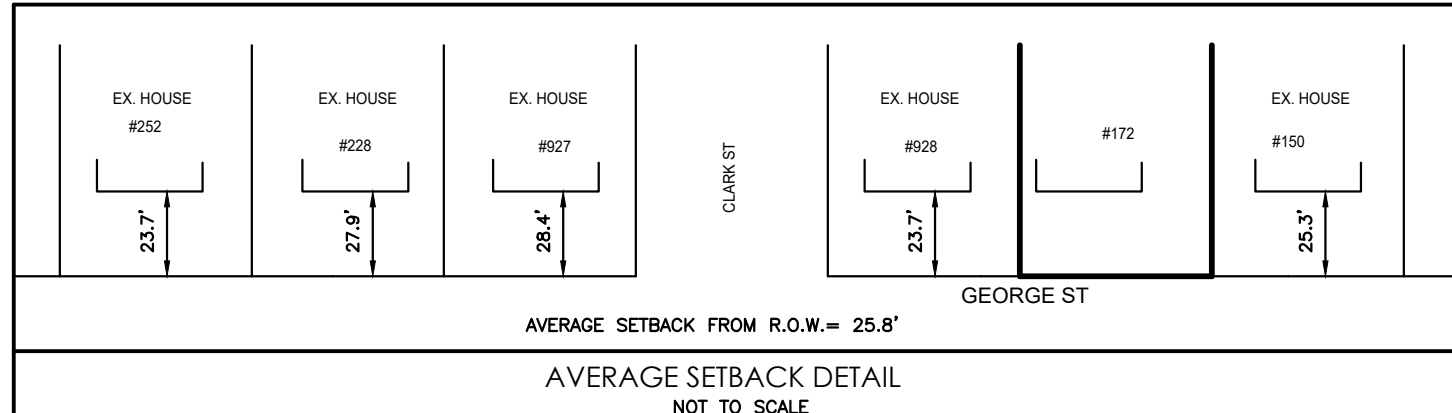 EX. HOUSE
#252
EX. HOUSE
#228
EX. HOUSE
#927
CLARK ST
EX. HOUSE
#928
#172
EX. HOUSE
#150
23.7'
27.9'
28.4'
23.7'
25.3'
GEORGE ST
AVERAGE SETBACK FROM R.O.W.= 25.8'
AVERAGE SETBACK DETAIL
NOT TO SCALE